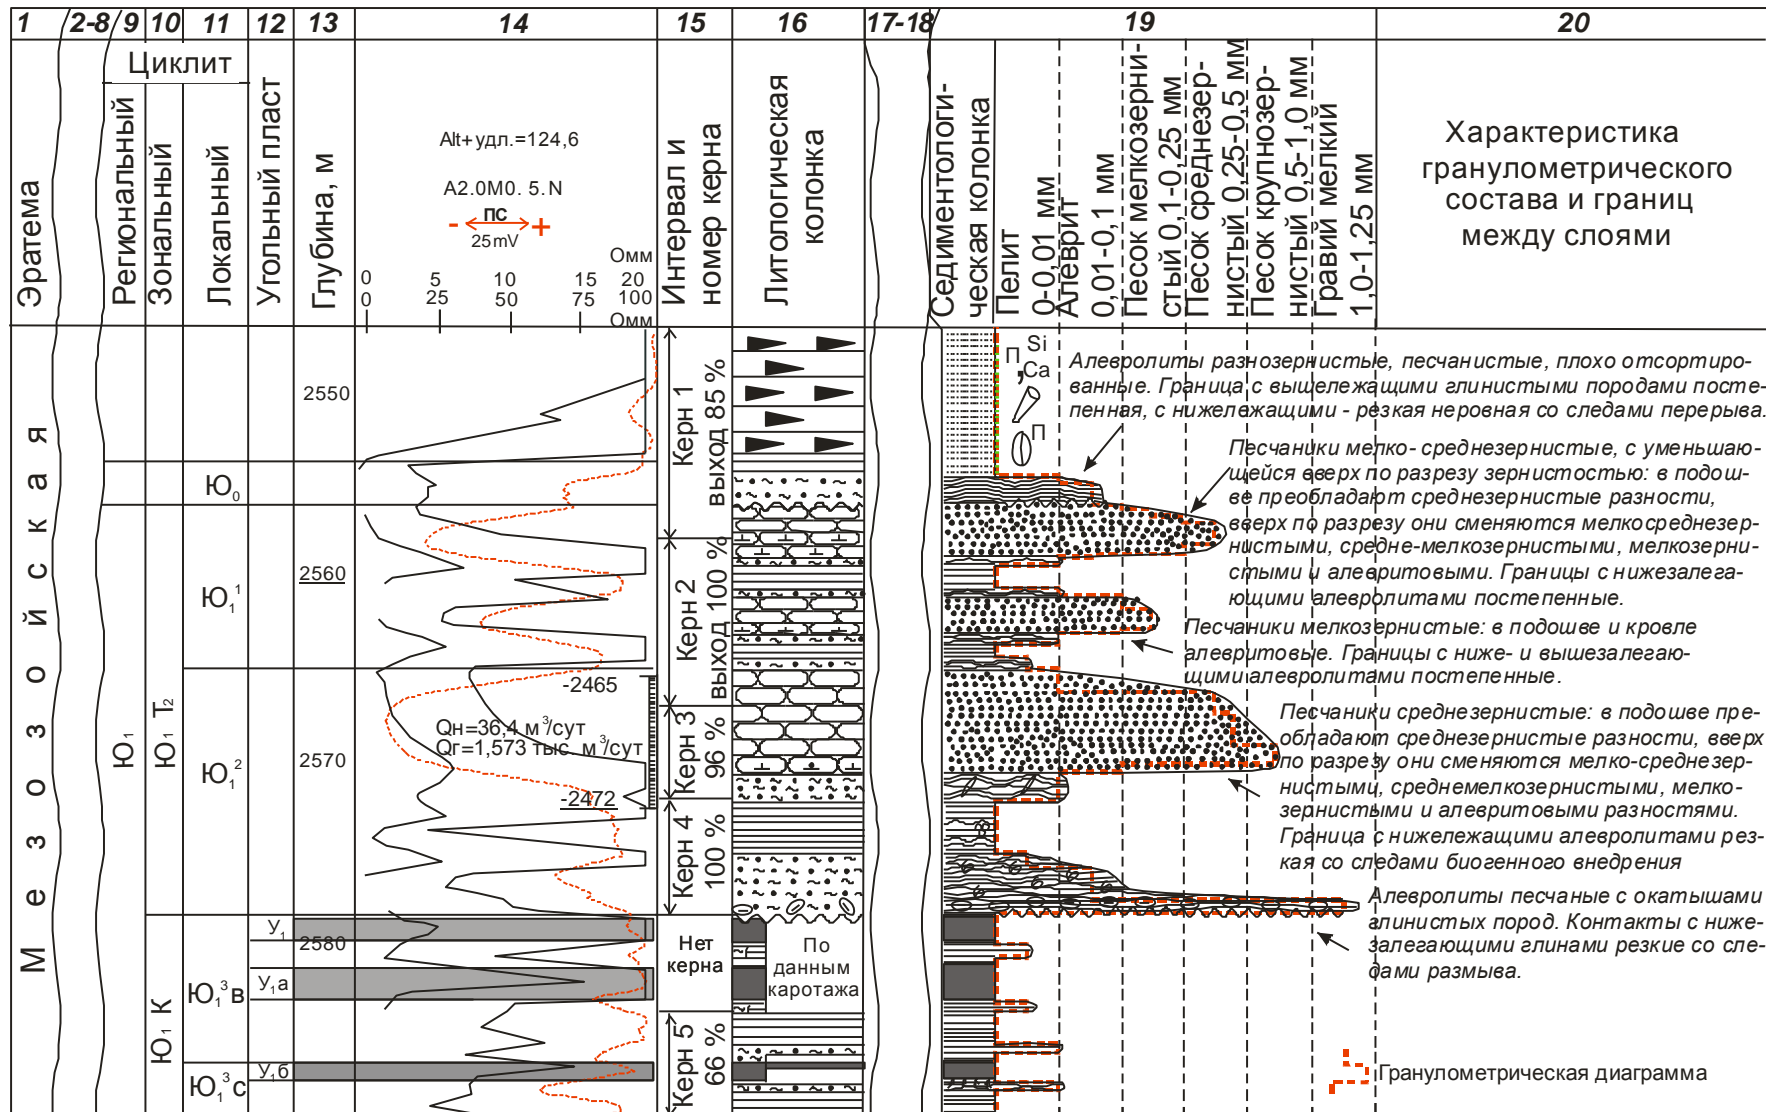 1 2-8 9 10 11 12 13 14 15 16 17-18 19 20
Эратема
Циклит
Региональный
Зональный
Локальный
Угольный пласт
Глубина, м
Alt+удл.=124,6
A2.0M0. 5. N
- ПС +
25mV
Омм
0 5 10 15 20
0 25 50 75 100
Омм
Интервал и
номер керна
Литологическая
колонка
Седиментологи-
ческая колонка
Пелит
0-0,01 мм
Алеврит
0,01-0,1 мм
Песок мелкозерни-
стый 0,1-0,25 мм
Песок среднезер-
нистый 0,25-0,5 мм
Песок крупнозер-
нистый 0,5-1,0 мм
Гравий мелкий
1,0-1,25 мм
Характеристика
гранулометрического
состава и границ
между слоями
Мезозойская
Ю₁
Ю₁ Т₂
Ю₁ К
Ю₀
Ю₁¹
Ю₁²
Ю₁³в
Ю₁³с
У₁
У₁а
У₁б
2550
2560
2570
2580
-2465
Qн=36,4 м³/сут
Qг=1,573 тыс. м³/сут
-2472
Керн 1
выход 85 %
Керн 2
выход 100 %
Керн 3
96 %
Керн 4
100 %
Нет
керна
Керн 5
66 %
По
данным
каротажа
Si
П
,Ca
П
Алевролиты разнозернистые, песчанистые, плохо отсортиро-
ванные. Граница с вышележащими глинистыми породами посте-
пенная, с нижележащими - резкая неровная со следами перерыва.
Песчаники мелко- среднезернистые, с уменьшаю-
щейся вверх по разрезу зернистостью: в подош-
ве преобладают среднезернистые разности,
вверх по разрезу они сменяются мелкосреднезер-
нистыми, средне-мелкозернистыми, мелкозерни-
стыми и алевритовыми. Границы с нижезалега-
ющими алевролитами постепенные.
Песчаники мелкозернистые: в подошве и кровле
алевритовые. Границы с ниже- и вышезалегаю-
щими алевролитами постепенные.
Песчаники среднезернистые: в подошве пре-
обладают среднезернистые разности, вверх
по разрезу они сменяются мелко-среднезер-
нистыми, среднемелкозернистыми, мелко-
зернистыми и алевритовыми разностями.
Граница с нижележащими алевролитами рез-
кая со следами биогенного внедрения
Алевролиты песчаные с окатышами
глинистых пород. Контакты с ниже-
залегающими глинами резкие со сле-
дами размыва.
Гранулометрическая диаграмма